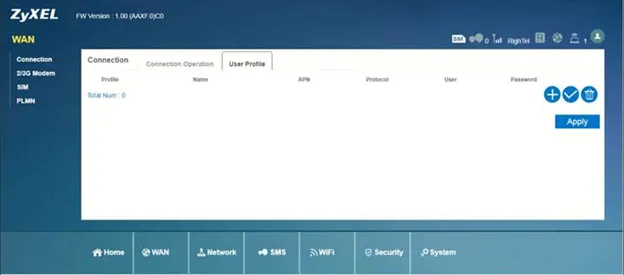 ZyXEL FW Version : 1.00 (AAXF.0)C0
WAN
SIM 0 RighTel 1
Connection
2/3G Modem
SIM
PLMN
Connection Connection Operation User Profile
Profile Name APN Protocol User Password
Total Num : 0
Apply
Home WAN Network SMS WiFi Security System